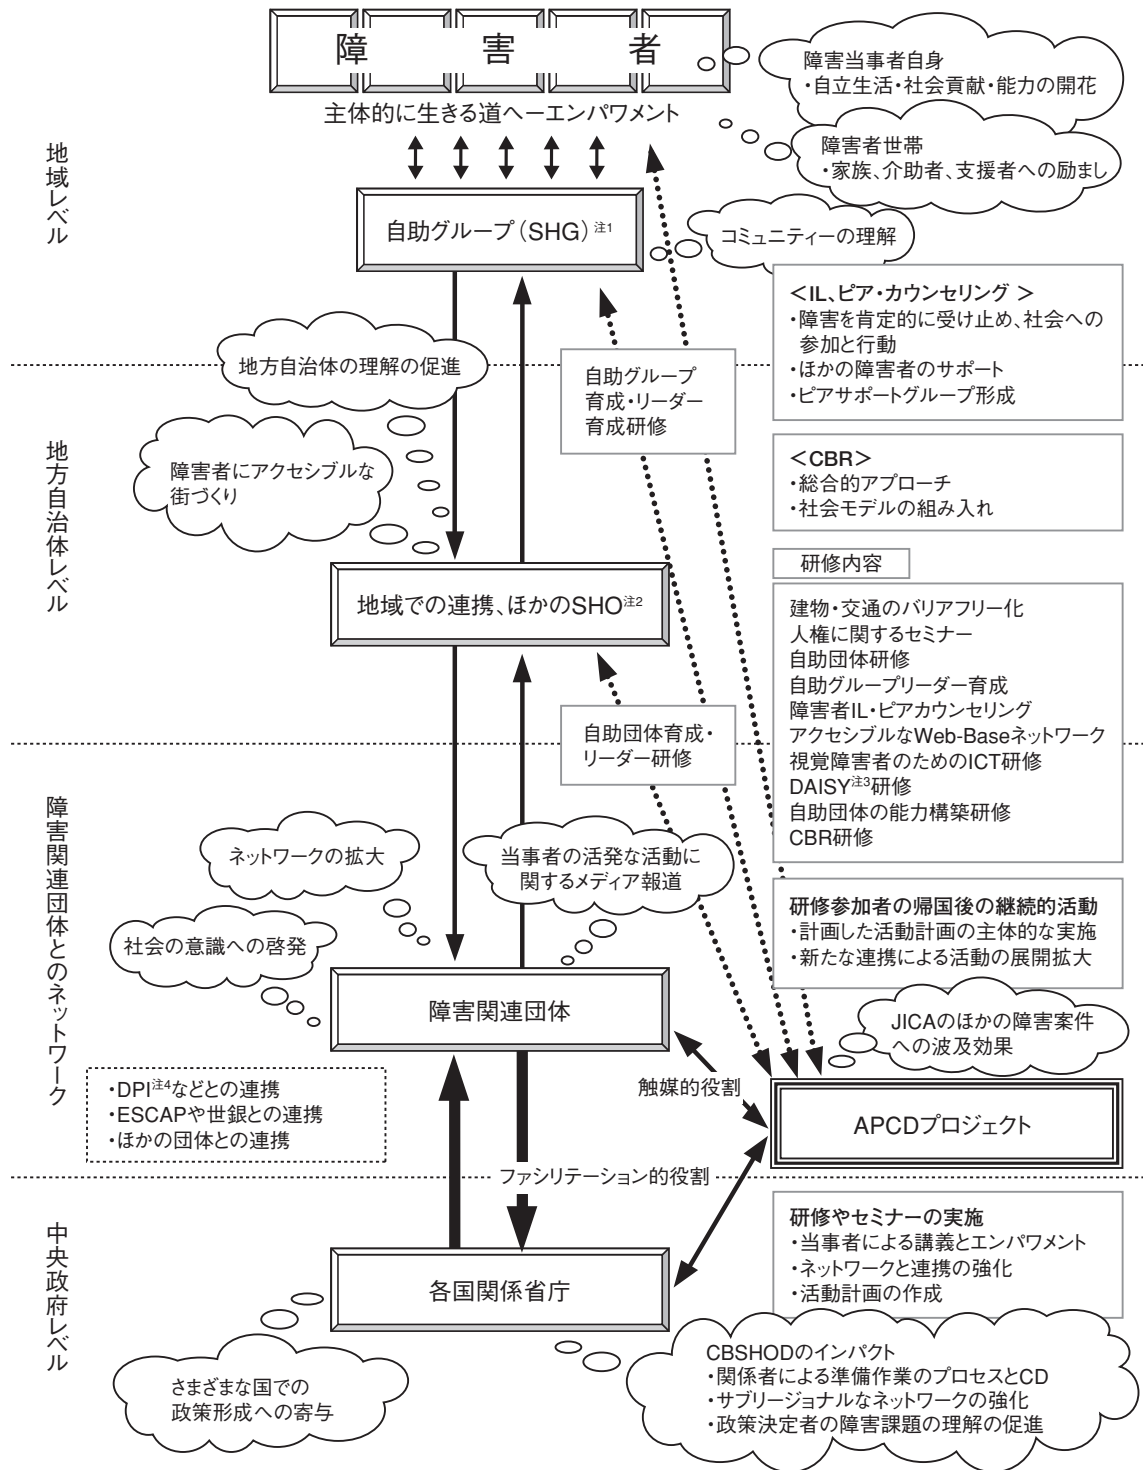 障 害 者
主体的に生きる道へーエンパワメント
障害当事者自身
・自立生活・社会貢献・能力の開花
障害者世帯
・家族、介助者、支援者への励まし
地域レベル
自助グループ（SHG）注1
コミュニティーの理解
＜IL、ピア・カウンセリング ＞
・障害を肯定的に受け止め、社会への
参加と行動
・ほかの障害者のサポート
・ピアサポートグループ形成
地方自治体の理解の促進
自助グループ
育成・リーダー
育成研修
地方自治体レベル
障害者にアクセシブルな
街づくり
＜CBR＞
・総合的アプローチ
・社会モデルの組み入れ
研修内容
地域での連携、ほかのSHO注2
建物・交通のバリアフリー化
人権に関するセミナー
自助団体研修
自助グループリーダー育成
障害者IL・ピアカウンセリング
アクセシブルなWeb-Baseネットワーク
視覚障害者のためのICT研修
DAISY注3研修
自助団体の能力構築研修
CBR研修
自助団体育成・
リーダー研修
障害関連団体とのネットワーク
ネットワークの拡大
当事者の活発な活動に
関するメディア報道
社会の意識への啓発
研修参加者の帰国後の継続的活動
・計画した活動計画の主体的な実施
・新たな連携による活動の展開拡大
障害関連団体
JICAのほかの障害案件
への波及効果
・DPI注4などとの連携
・ESCAPや世銀との連携
・ほかの団体との連携
触媒的役割
APCDプロジェクト
ファシリテーション的役割
中央政府レベル
研修やセミナーの実施
・当事者による講義とエンパワメント
・ネットワークと連携の強化
・活動計画の作成
各国関係省庁
さまざまな国での
政策形成への寄与
CBSHODのインパクト
・関係者による準備作業のプロセスとCD
・サブリージョナルなネットワークの強化
・政策決定者の障害課題の理解の促進